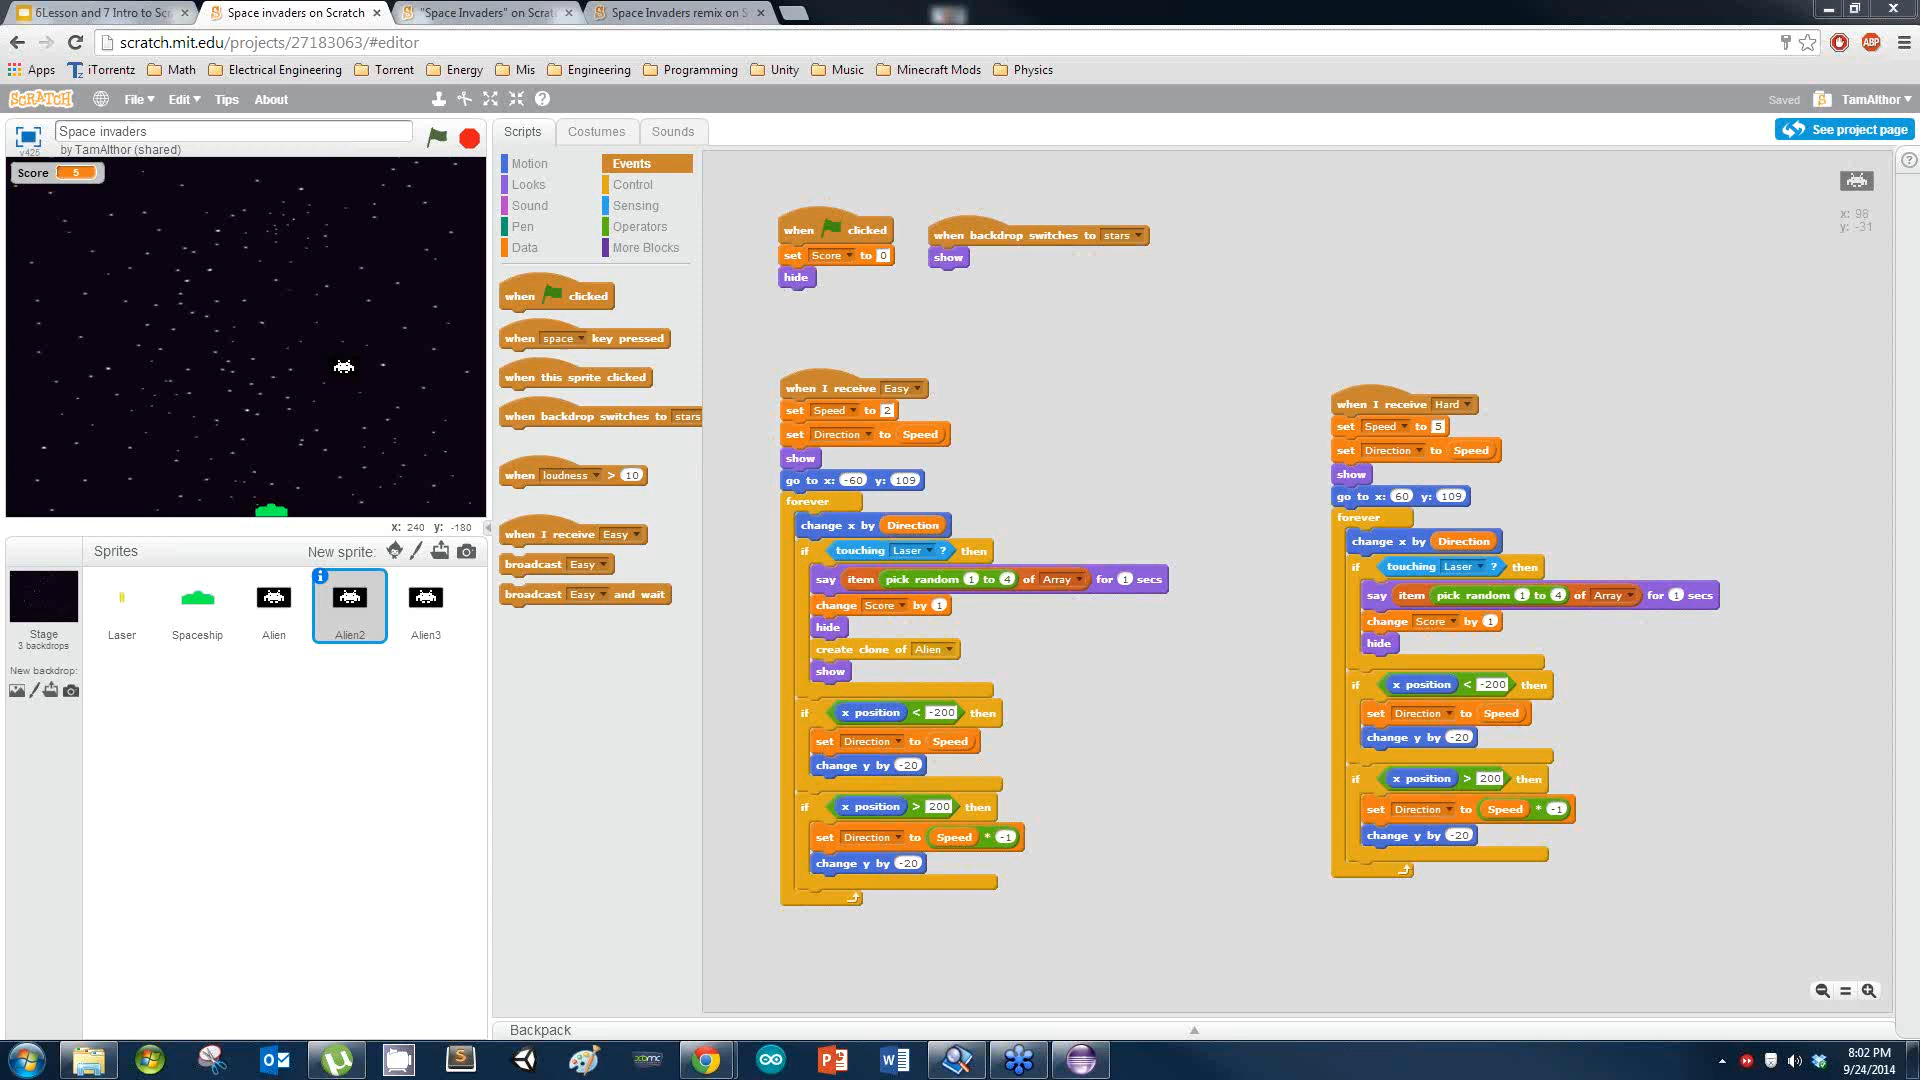 6Lesson and 7 Intro to Scr
Space invaders on Scratch
"Space Invaders" on Scrat
Space Invaders remix on S
scratch.mit.edu/projects/27183063/#editor
ABP
Apps
iTorrentz
Math
Electrical Engineering
Torrent
Energy
Mis
Engineering
Programming
Unity
Music
Minecraft Mods
Physics
SCRATCH
File
Edit
Tips
About
Saved
TamAlthor
v425
Space invaders
by TamAlthor (shared)
Scripts
Costumes
Sounds
See project page
Score 5
Motion
Looks
Sound
Pen
Data
Events
Control
Sensing
Operators
More Blocks
when clicked
when space key pressed
when this sprite clicked
when backdrop switches to stars
when loudness > 10
when I receive Easy
broadcast Easy
broadcast Easy and wait
x: 98
y: -31
when clicked
set Score to 0
hide
when backdrop switches to stars
show
when I receive Easy
set Speed to 2
set Direction to Speed
show
go to x: -60 y: 109
forever
change x by Direction
if touching Laser ? then
say item pick random 1 to 4 of Array for 1 secs
change Score by 1
hide
create clone of Alien
show
if x position < -200 then
set Direction to Speed
change y by -20
if x position > 200 then
set Direction to Speed * -1
change y by -20
when I receive Hard
set Speed to 5
set Direction to Speed
show
go to x: 60 y: 109
forever
change x by Direction
if touching Laser ? then
say item pick random 1 to 4 of Array for 1 secs
change Score by 1
hide
if x position < -200 then
set Direction to Speed
change y by -20
if x position > 200 then
set Direction to Speed * -1
change y by -20
x: 240 y: -180
Sprites
New sprite:
Stage
3 backdrops
New backdrop:
Laser
Spaceship
Alien
Alien2
Alien3
Backpack
xbmc
8:02 PM
9/24/2014